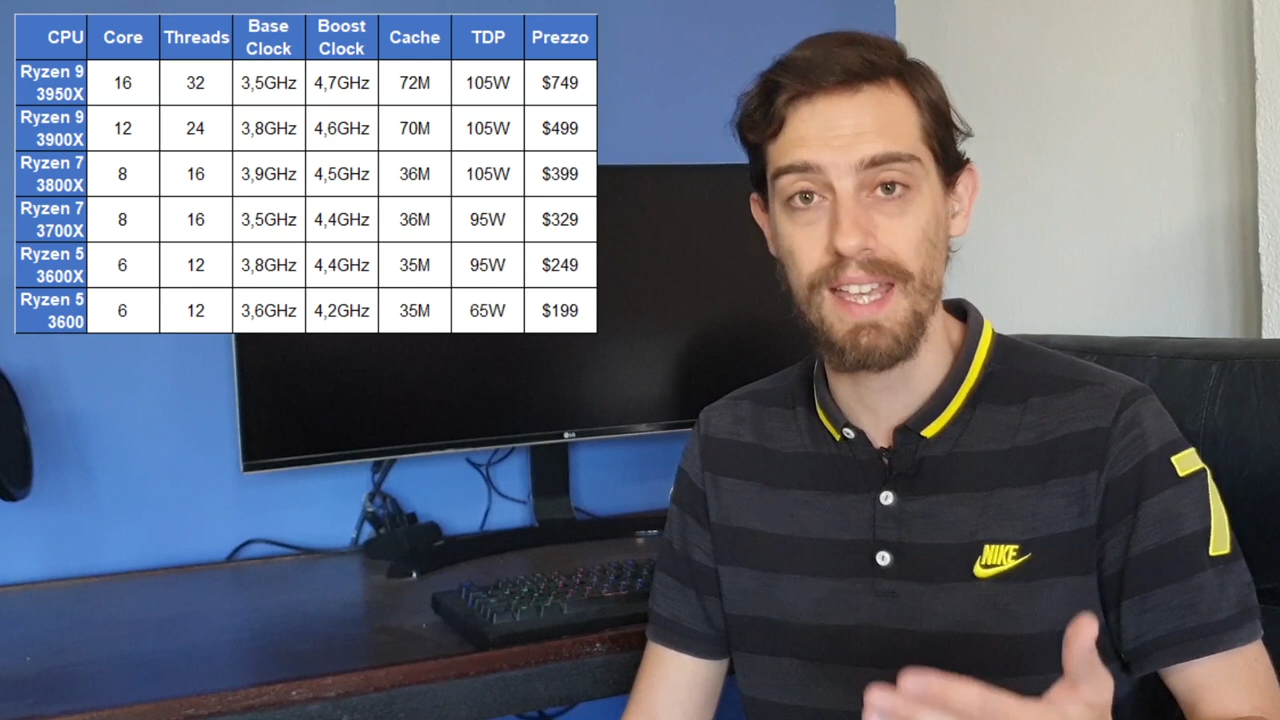 CPU Core Threads Base Clock Boost Clock Cache TDP Prezzo
Ryzen 9 3950X 16 32 3,5GHz 4,7GHz 72M 105W $749
Ryzen 9 3900X 12 24 3,8GHz 4,6GHz 70M 105W $499
Ryzen 7 3800X 8 16 3,9GHz 4,5GHz 36M 105W $399
Ryzen 7 3700X 8 16 3,5GHz 4,4GHz 36M 95W $329
Ryzen 5 3600X 6 12 3,8GHz 4,4GHz 35M 95W $249
Ryzen 5 3600 6 12 3,6GHz 4,2GHz 35M 65W $199
LG
NIKE
7